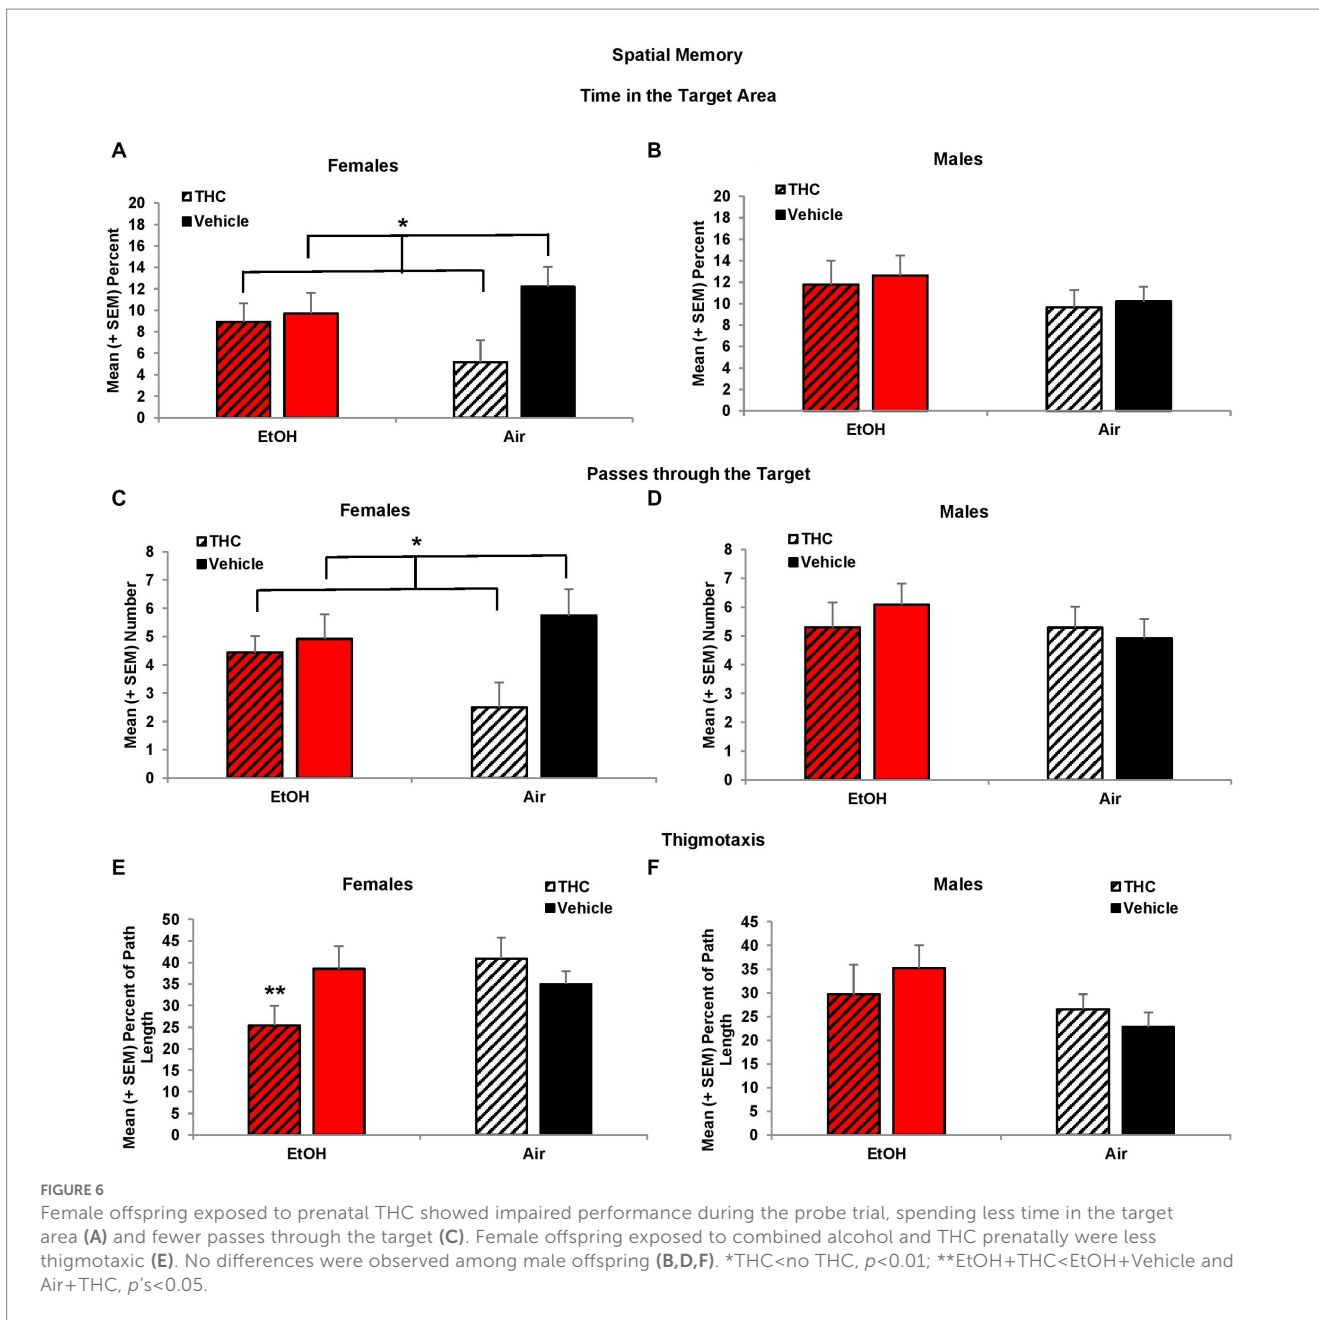 Spatial Memory
Time in the Target Area
A
Females
THC
Vehicle
*
Mean (+ SEM) Percent
20
18
16
14
12
10
8
6
4
2
0
EtOH
Air
B
Males
THC
Vehicle
Mean (+ SEM) Percent
20
18
16
14
12
10
8
6
4
2
0
EtOH
Air
Passes through the Target
C
Females
THC
Vehicle
*
Mean (+ SEM) Number
8
7
6
5
4
3
2
1
0
EtOH
Air
D
Males
THC
Vehicle
Mean (+ SEM) Number
8
7
6
5
4
3
2
1
0
EtOH
Air
Thigmotaxis
E
Females
THC
Vehicle
**
Mean (+ SEM) Percent of Path
Length
50
45
40
35
30
25
20
15
10
5
0
EtOH
Air
F
Males
THC
Vehicle
Mean (+ SEM) Percent of Path
Length
45
40
35
30
25
20
15
10
5
0
EtOH
Air
FIGURE 6
Female offspring exposed to prenatal THC showed impaired performance during the probe trial, spending less time in the target
area (A) and fewer passes through the target (C). Female offspring exposed to combined alcohol and THC prenatally were less
thigmotaxic (E). No differences were observed among male offspring (B,D,F). *THC<no THC, p<0.01; **EtOH+THC<EtOH+Vehicle and
Air+THC, p's<0.05.